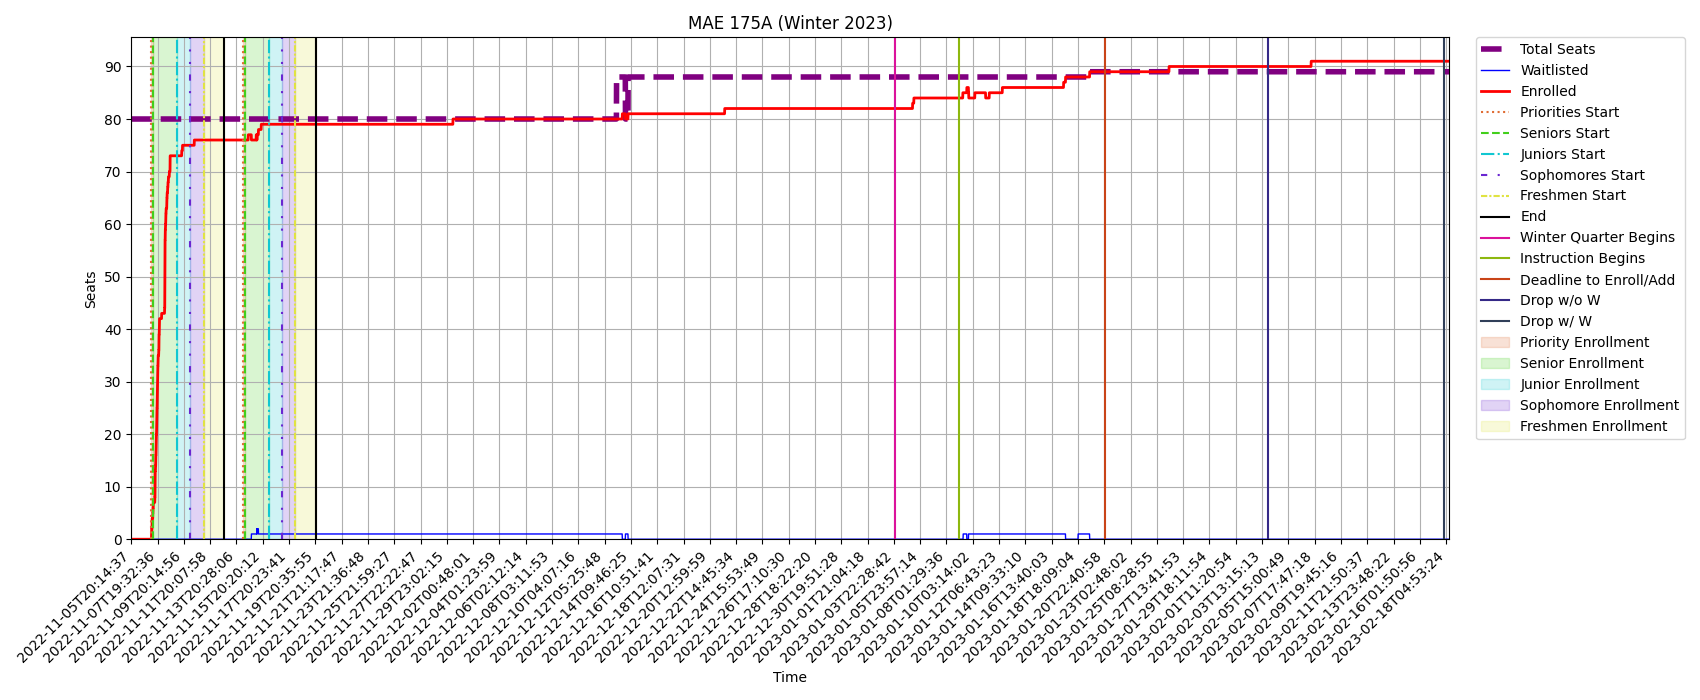 MAE 175A (Winter 2023)
Seats
90
80
70
60
50
40
30
20
10
0
2022-11-05T20:14:37
2022-11-07T19:32:36
2022-11-09T20:14:56
2022-11-11T20:07:58
2022-11-13T20:28:06
2022-11-15T20:20:12
2022-11-17T20:23:41
2022-11-19T20:35:55
2022-11-21T21:17:47
2022-11-23T21:36:48
2022-11-25T21:59:27
2022-11-27T22:22:47
2022-11-29T23:02:15
2022-12-02T00:48:01
2022-12-04T01:23:59
2022-12-06T02:12:14
2022-12-08T03:11:53
2022-12-10T04:07:16
2022-12-12T05:25:48
2022-12-14T09:46:25
2022-12-16T10:51:41
2022-12-18T12:07:31
2022-12-20T12:59:59
2022-12-22T14:45:34
2022-12-24T15:53:49
2022-12-26T17:10:30
2022-12-28T18:22:20
2022-12-30T19:51:28
2023-01-01T21:04:18
2023-01-03T22:28:42
2023-01-05T23:57:14
2023-01-08T01:29:36
2023-01-10T03:14:02
2023-01-12T06:43:23
2023-01-14T09:33:10
2023-01-16T13:40:03
2023-01-18T18:09:04
2023-01-20T22:40:58
2023-01-23T02:48:02
2023-01-25T08:28:55
2023-01-27T13:41:53
2023-01-29T18:11:54
2023-02-01T11:20:54
2023-02-03T13:15:13
2023-02-05T15:00:49
2023-02-07T17:47:18
2023-02-09T19:45:16
2023-02-11T21:50:37
2023-02-13T23:48:22
2023-02-16T01:50:56
2023-02-18T04:53:24
Time
Total Seats
Waitlisted
Enrolled
Priorities Start
Seniors Start
Juniors Start
Sophomores Start
Freshmen Start
End
Winter Quarter Begins
Instruction Begins
Deadline to Enroll/Add
Drop w/o W
Drop w/ W
Priority Enrollment
Senior Enrollment
Junior Enrollment
Sophomore Enrollment
Freshmen Enrollment